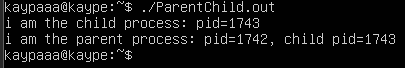 kaypaaa@kaype:~$ ./ParentChild.out
i am the child process: pid=1743
i am the parent process: pid=1742, child pid=1743
kaypaaa@kaype:~$